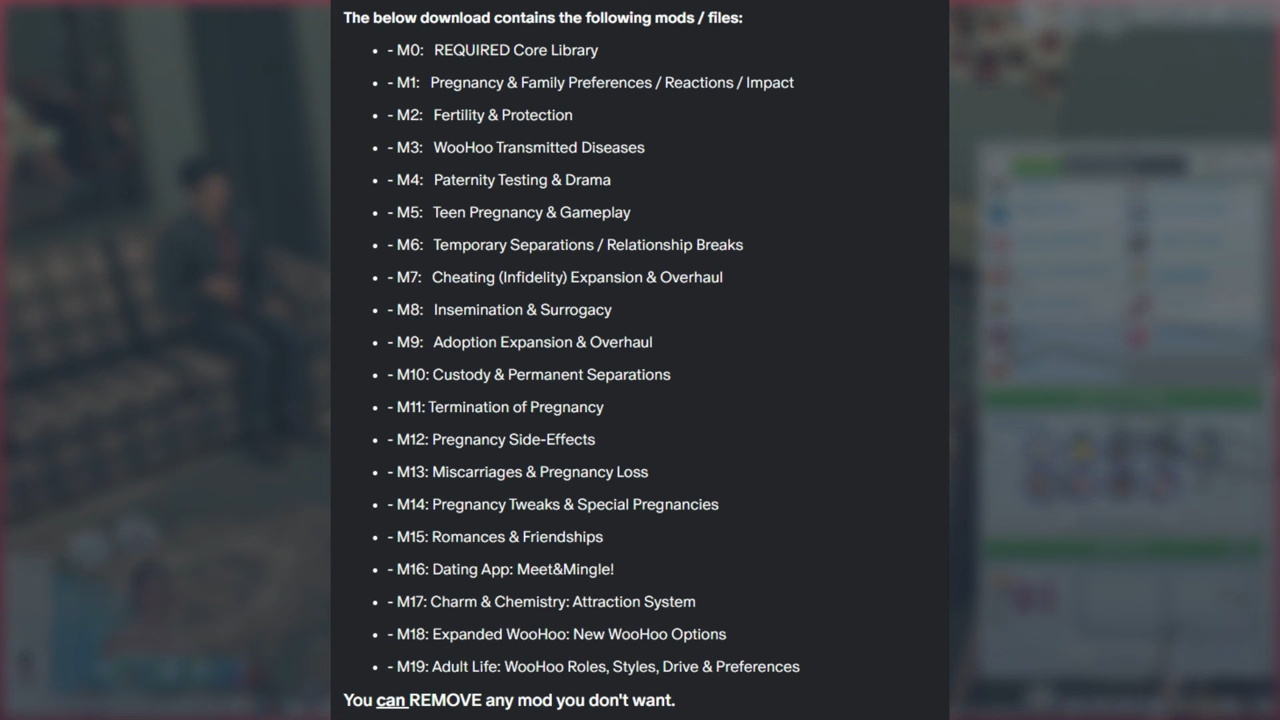 The below download contains the following mods / files:
• - M0: REQUIRED Core Library
• - M1: Pregnancy & Family Preferences / Reactions / Impact
• - M2: Fertility & Protection
• - M3: WooHoo Transmitted Diseases
• - M4: Paternity Testing & Drama
• - M5: Teen Pregnancy & Gameplay
• - M6: Temporary Separations / Relationship Breaks
• - M7: Cheating (Infidelity) Expansion & Overhaul
• - M8: Insemination & Surrogacy
• - M9: Adoption Expansion & Overhaul
• - M10: Custody & Permanent Separations
• - M11: Termination of Pregnancy
• - M12: Pregnancy Side-Effects
• - M13: Miscarriages & Pregnancy Loss
• - M14: Pregnancy Tweaks & Special Pregnancies
• - M15: Romances & Friendships
• - M16: Dating App: Meet&Mingle!
• - M17: Charm & Chemistry: Attraction System
• - M18: Expanded WooHoo: New WooHoo Options
• - M19: Adult Life: WooHoo Roles, Styles, Drive & Preferences
You can REMOVE any mod you don't want.